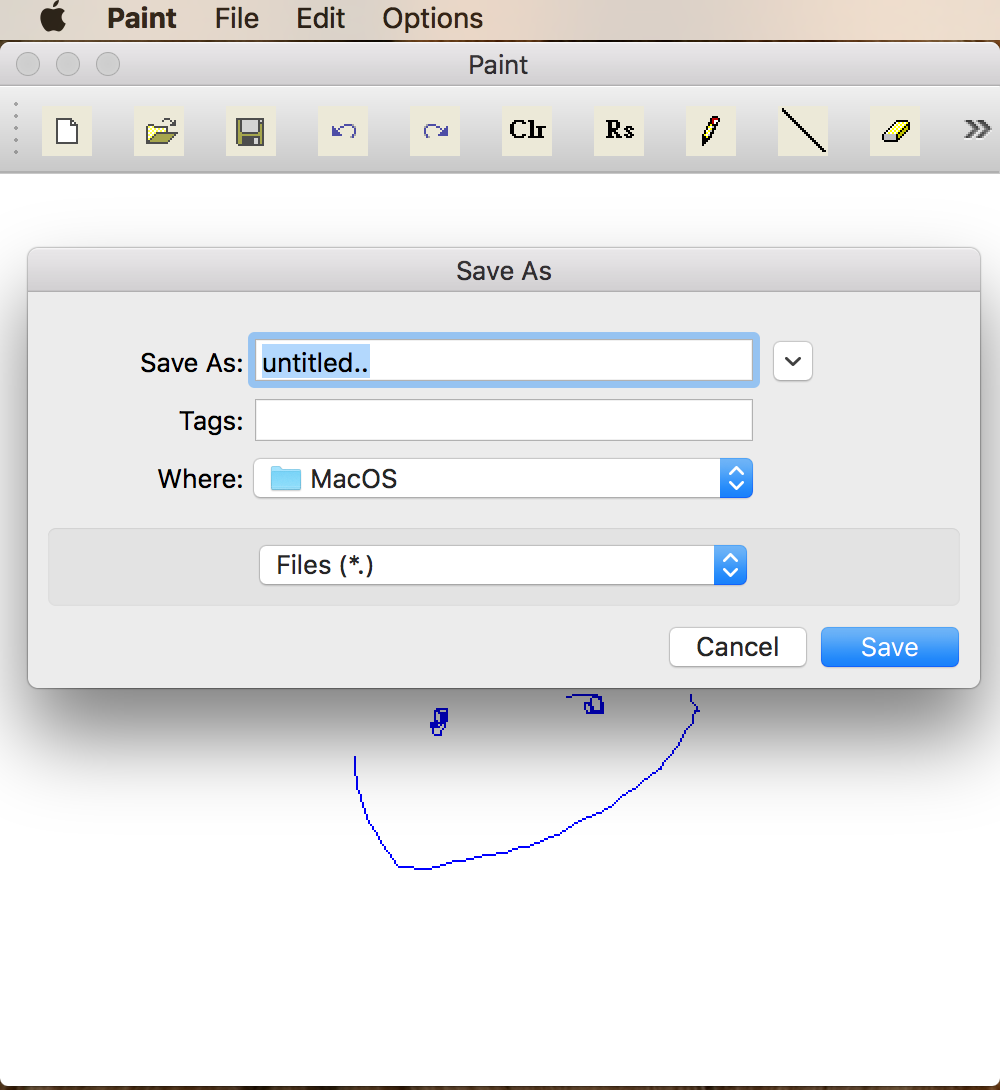 Paint File Edit Options
Paint
Clr Rs
Save As
Save As: untitled..
Tags:
Where: MacOS
Files (*.)
Cancel Save